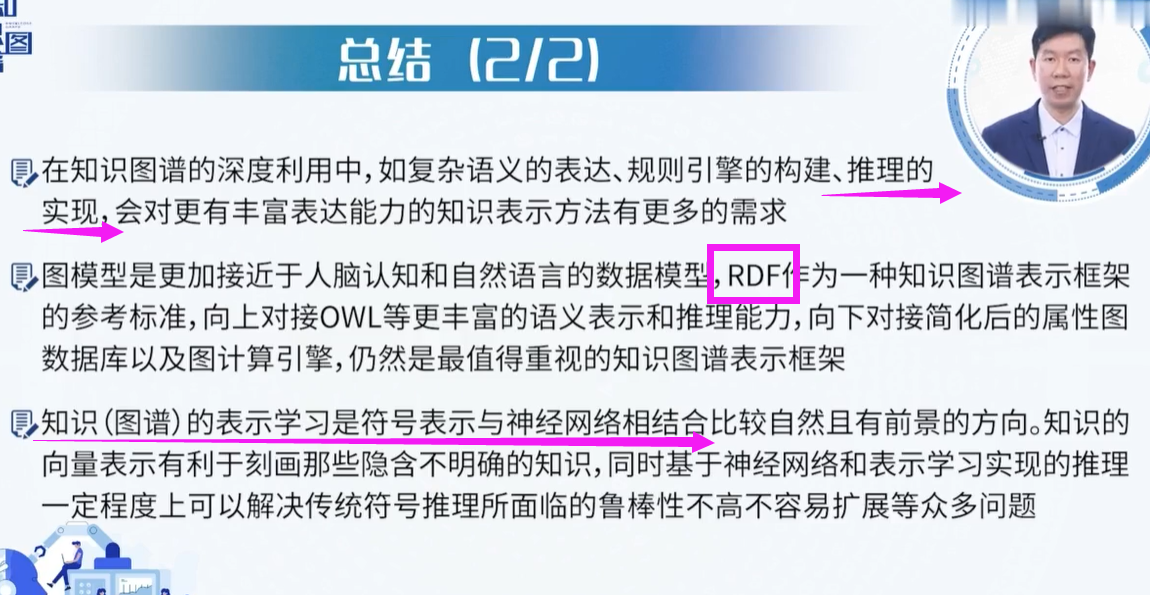 知
图
总结（2/2）
在知识图谱的深度利用中，如复杂语义的表达、规则引擎的构建、推理的
实现，会对更有丰富表达能力的知识表示方法有更多的需求
图模型是更加接近于人脑认知和自然语言的数据模型，RDF作为一种知识图谱表示框架
的参考标准，向上对接OWL等更丰富的语义表示和推理能力，向下对接简化后的属性图
数据库以及图计算引擎，仍然是最值得重视的知识图谱表示框架
知识（图谱）的表示学习是符号表示与神经网络相结合比较自然且有前景的方向。知识的
向量表示有利于刻画那些隐含不明确的知识，同时基于神经网络和表示学习实现的推理
一定程度上可以解决传统符号推理所面临的鲁棒性不高不容易扩展等众多问题